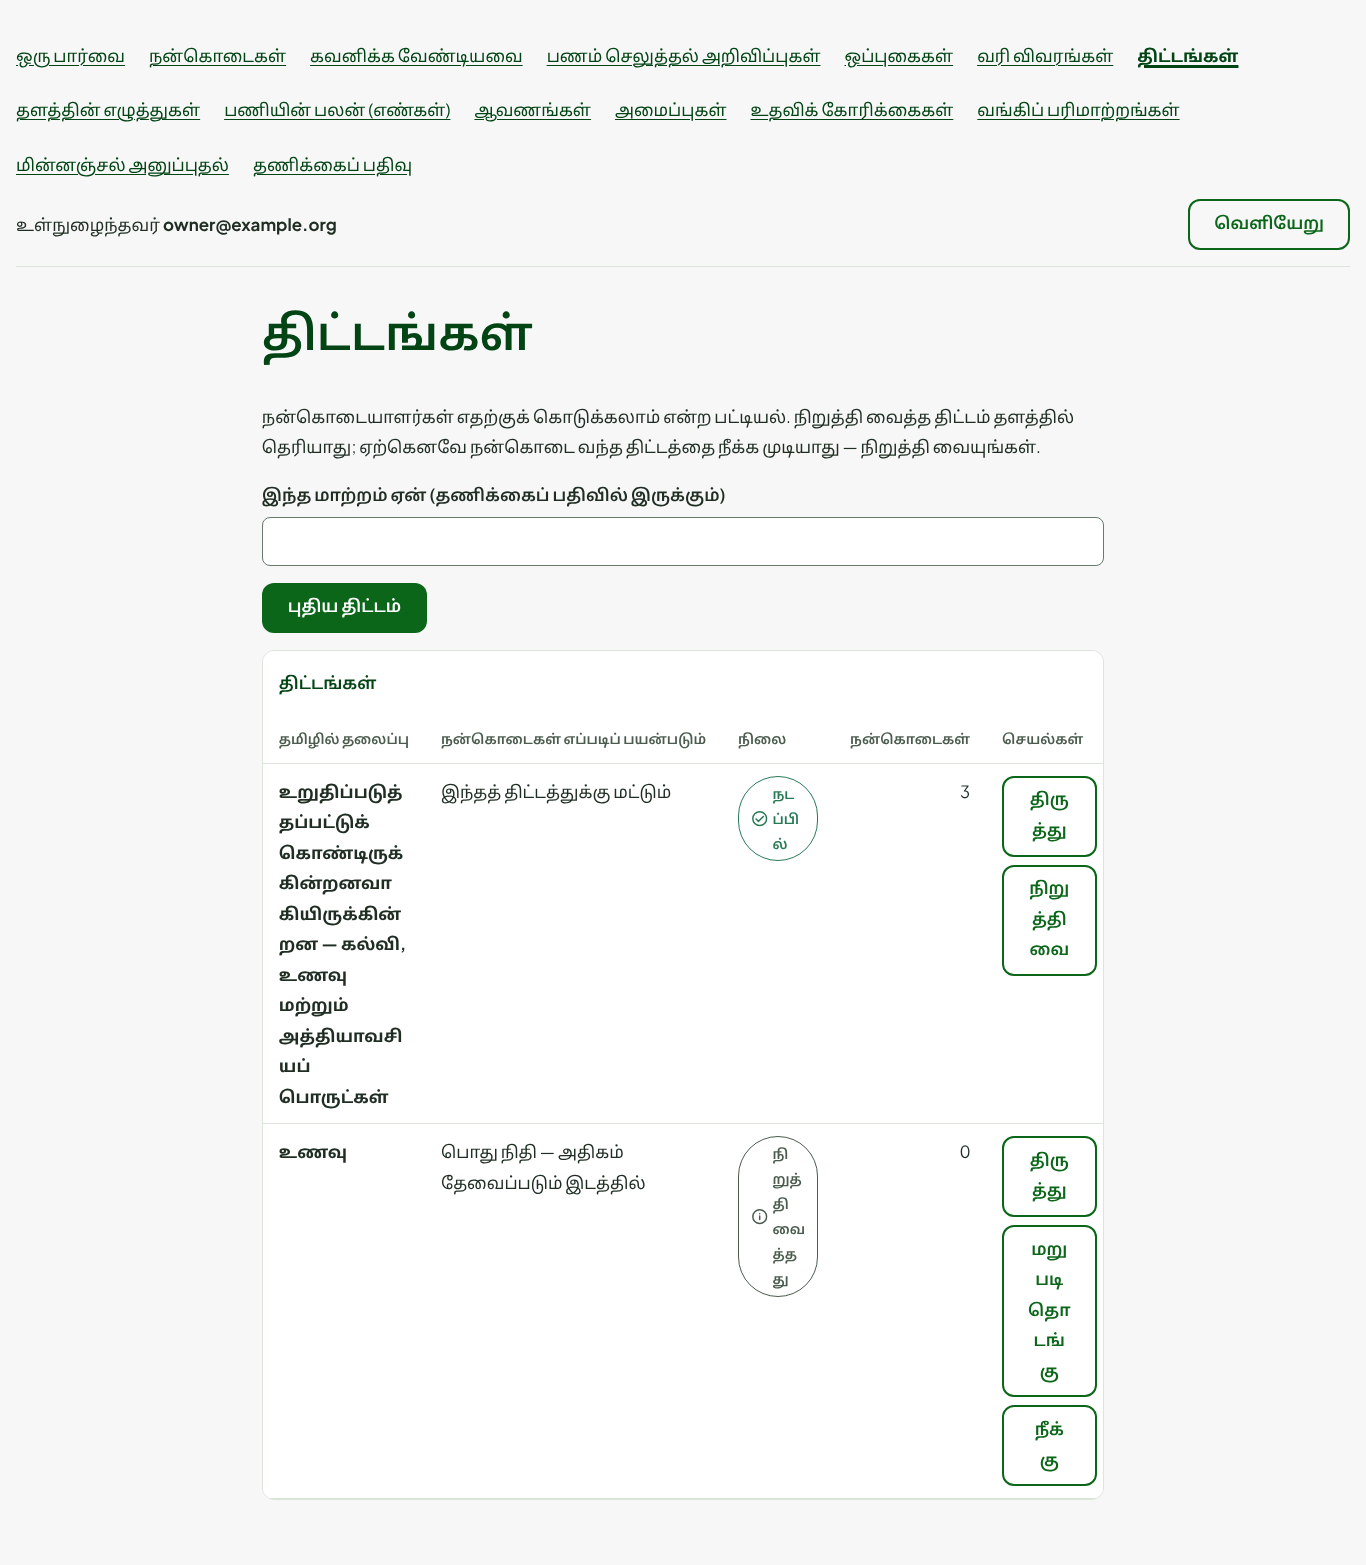 ஒரு பார்வை நன்கொடைகள் கவனிக்க வேண்டியவை பணம் செலுத்தல் அறிவிப்புகள் ஒப்புகைகள் வரி விவரங்கள் திட்டங்கள்
தளத்தின் எழுத்துகள் பணியின் பலன் (எண்கள்) ஆவணங்கள் அமைப்புகள் உதவிக் கோரிக்கைகள் வங்கிப் பரிமாற்றங்கள்
மின்னஞ்சல் அனுப்புதல் தணிக்கைப் பதிவு
உள்நுழைந்தவர் owner@example.org வெளியேறு
திட்டங்கள்
நன்கொடையாளர்கள் எதற்குக் கொடுக்கலாம் என்ற பட்டியல். நிறுத்தி வைத்த திட்டம் தளத்தில்
தெரியாது; ஏற்கெனவே நன்கொடை வந்த திட்டத்தை நீக்க முடியாது — நிறுத்தி வையுங்கள்.
இந்த மாற்றம் ஏன் (தணிக்கைப் பதிவில் இருக்கும்)
புதிய திட்டம்
திட்டங்கள்
தமிழில் தலைப்பு நன்கொடைகள் எப்படிப் பயன்படும் நிலை நன்கொடைகள் செயல்கள்
உறுதிப்படுத்
தப்பட்டுக்
கொண்டிருக்
கின்றனவா
கியிருக்கின்
றன — கல்வி,
உணவு
மற்றும்
அத்தியாவசி
யப்
பொருட்கள்
இந்தத் திட்டத்துக்கு மட்டும்
நட
ப்பி
ல்
3
திரு
த்து
நிறு
த்தி
வை
உணவு
பொது நிதி — அதிகம்
தேவைப்படும் இடத்தில்
நி
றுத்
தி
வை
த்த
து
0
திரு
த்து
மறு
படி
தொ
டங்
கு
நீக்
கு